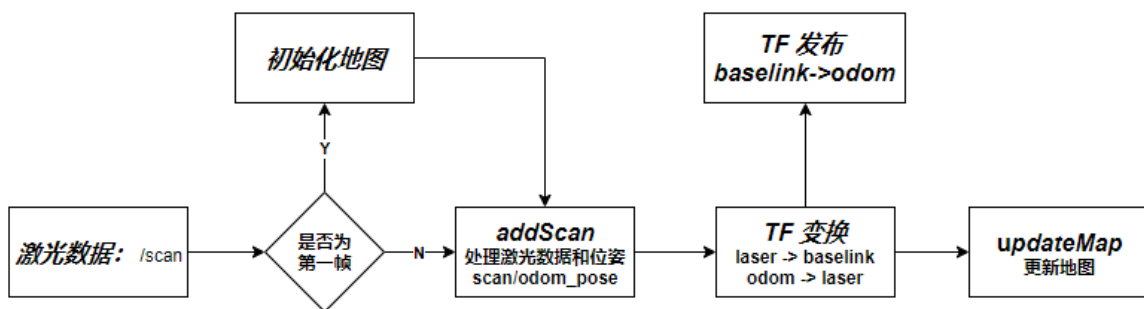 初始化地图
TF 发布
baselink->odom
Y
激光数据：/scan
是否为
第一帧
N
addScan
处理激光数据和位姿
scan/odom_pose
TF 变换
laser -> baselink
odom -> laser
updateMap
更新地图